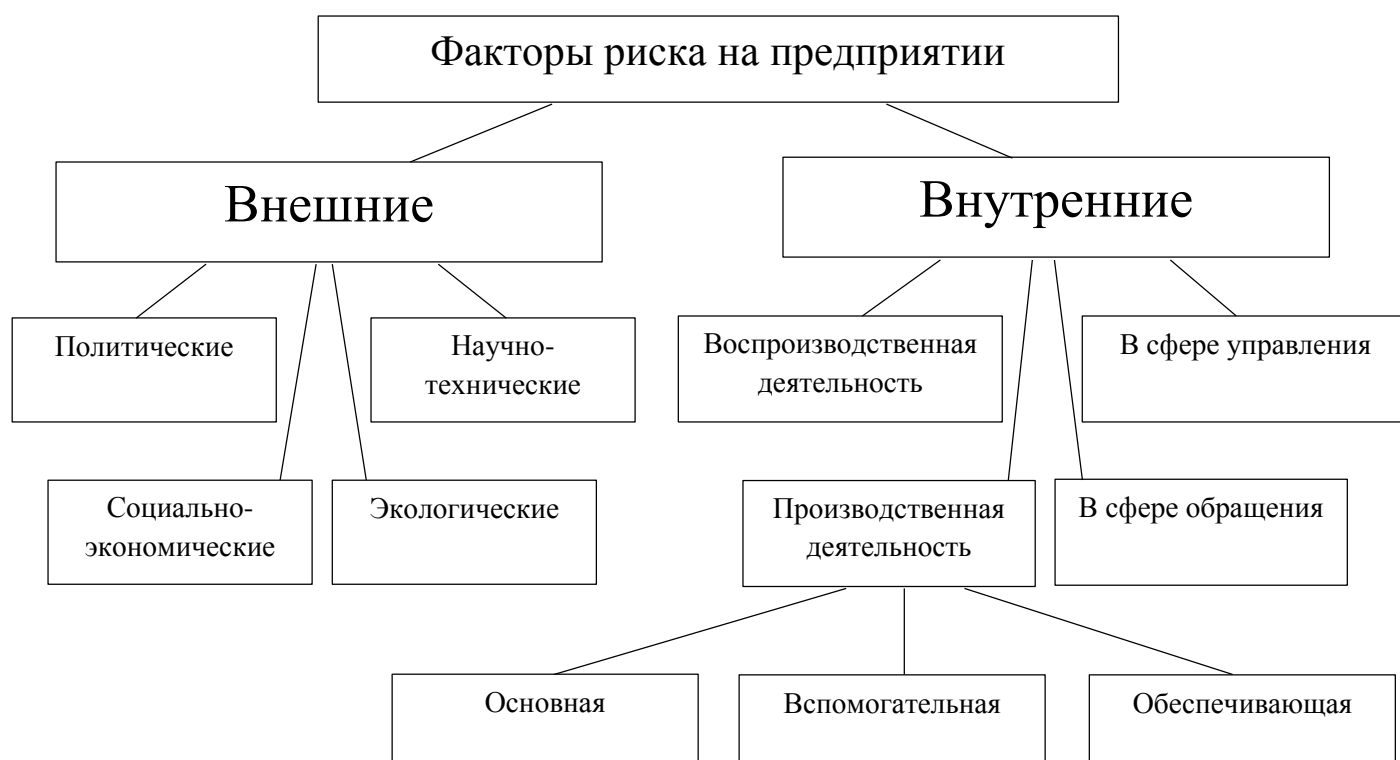 Факторы риска на предприятии
Внешние
Внутренние
Политические
Научно-
технические
Воспроизводственная
деятельность
В сфере управления
Социально-
экономические
Экологические
Производственная
деятельность
В сфере обращения
Основная
Вспомогательная
Обеспечивающая